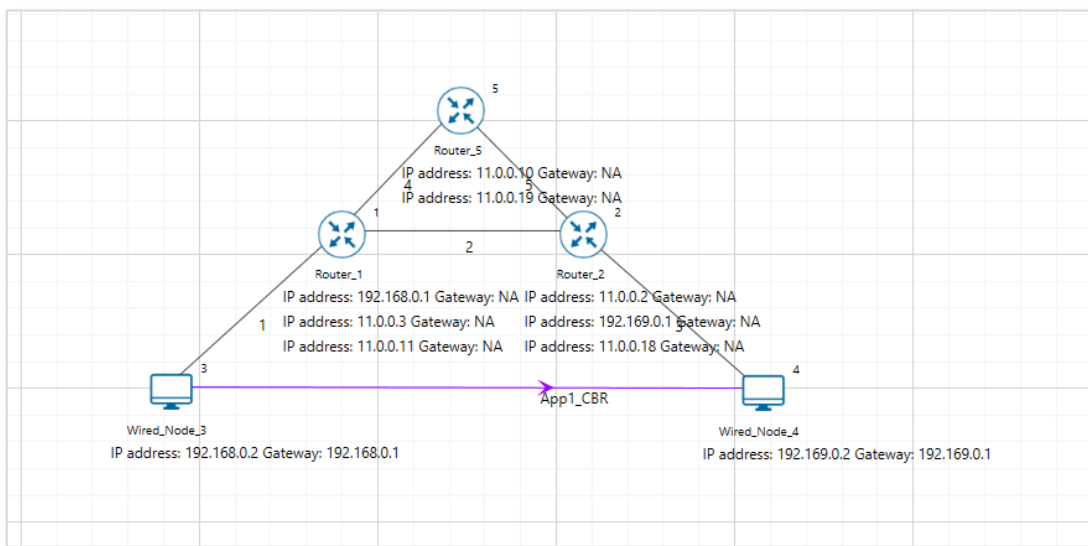 5
Router_5
IP address: 11.0.0.10 Gateway: NA
4
5
IP address: 11.0.0.19 Gateway: NA
1
2
2
Router_1
Router_2
IP address: 192.168.0.1 Gateway: NA
IP address: 11.0.0.2 Gateway: NA
1
IP address: 11.0.0.3 Gateway: NA
IP address: 192.169.0.1 Gateway: NA
IP address: 11.0.0.11 Gateway: NA
IP address: 11.0.0.18 Gateway: NA
3
4
App1_CBR
Wired_Node_3
Wired_Node_4
IP address: 192.168.0.2 Gateway: 192.168.0.1
IP address: 192.169.0.2 Gateway: 192.169.0.1